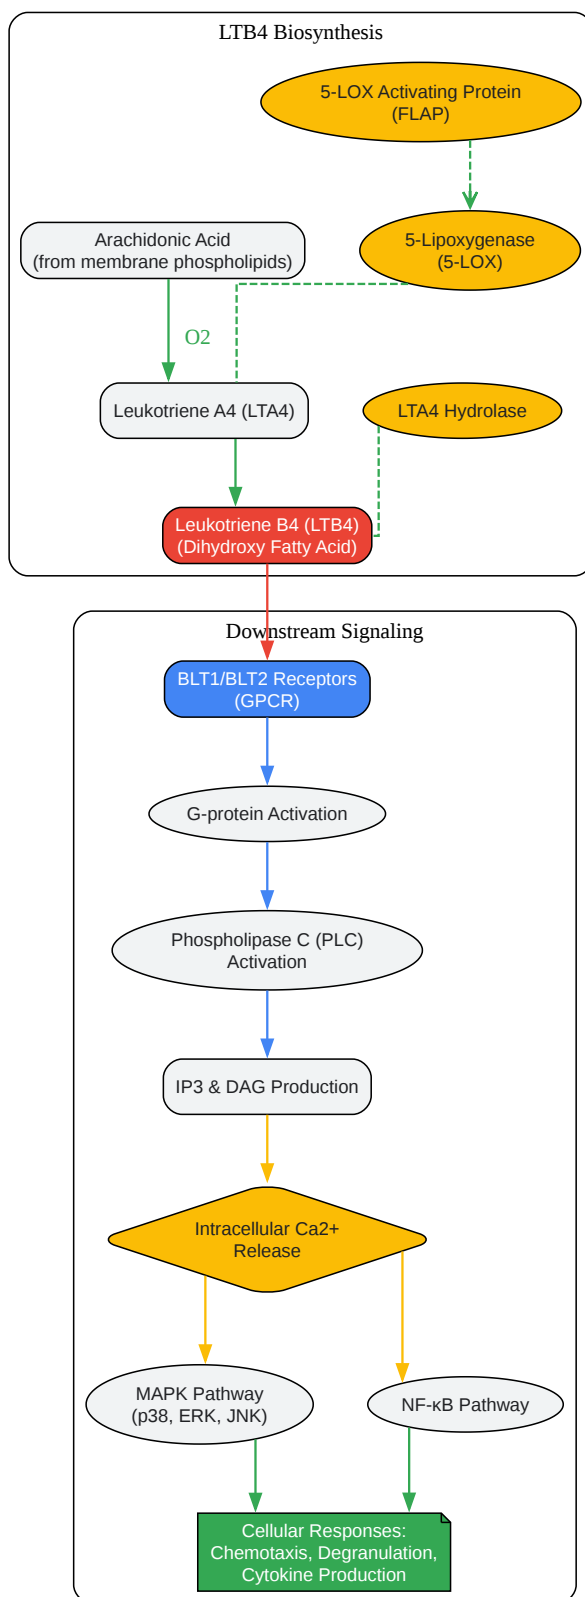 LTB4 Biosynthesis
5-LOX Activating Protein
(FLAP)
Arachidonic Acid
(from membrane phospholipids)
5-Lipoxygenase
(5-LOX)
O2
Leukotriene A4 (LTA4)
LTA4 Hydrolase
Leukotriene B4 (LTB4)
(Dihydroxy Fatty Acid)
Downstream Signaling
BLT1/BLT2 Receptors
(GPCR)
G-protein Activation
Phospholipase C (PLC)
Activation
IP3 & DAG Production
Intracellular Ca2+
Release
MAPK Pathway
(p38, ERK, JNK)
NF-κB Pathway
Cellular Responses:
Chemotaxis, Degranulation,
Cytokine Production